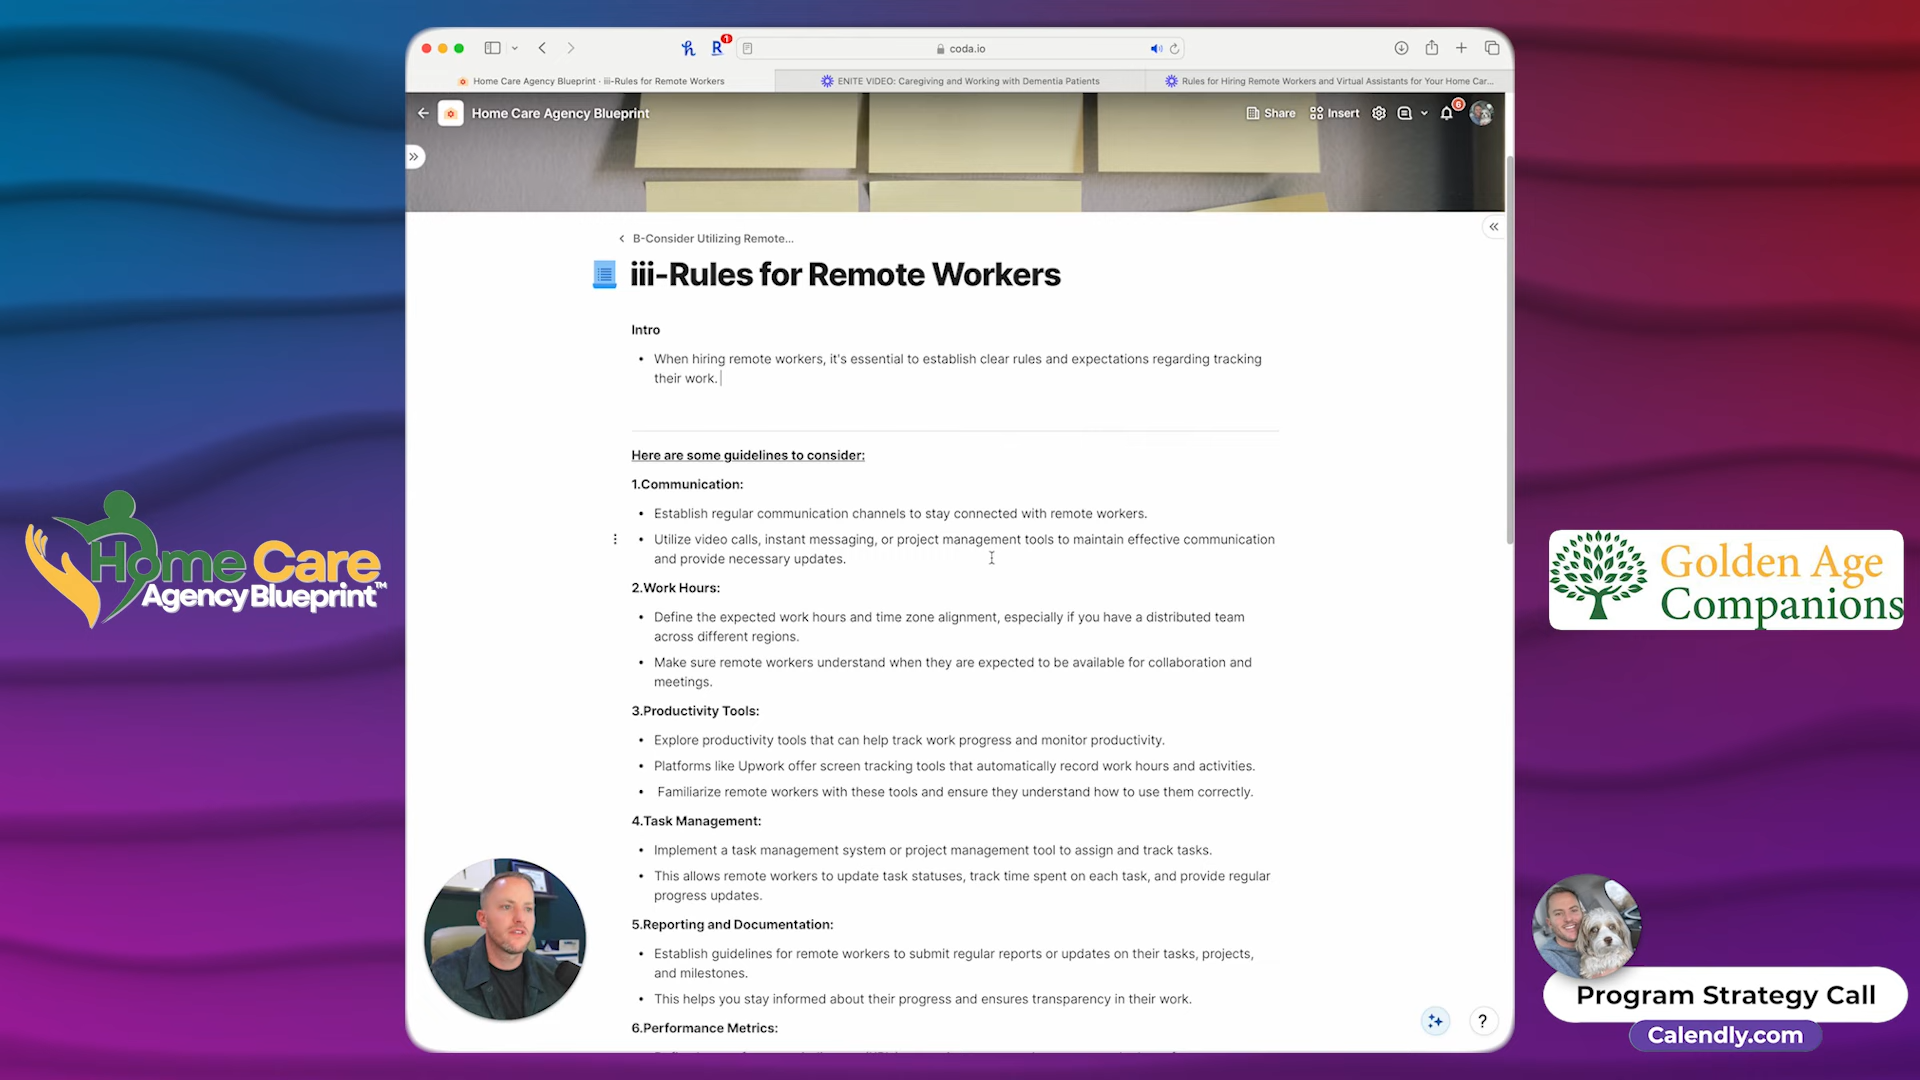 coda.io
1
Home Care Agency Blueprint · iii-Rules for Remote Workers
ENITE VIDEO: Caregiving and Working with Dementia Patients
Rules for Hiring Remote Workers and Virtual Assistants for Your Home Car...
Home Care Agency Blueprint
Share
Insert
6
B-Consider Utilizing Remote...
iii-Rules for Remote Workers
Intro
• When hiring remote workers, it's essential to establish clear rules and expectations regarding tracking
their work.
Here are some guidelines to consider:
1.Communication:
• Establish regular communication channels to stay connected with remote workers.
• Utilize video calls, instant messaging, or project management tools to maintain effective communication
and provide necessary updates.
2.Work Hours:
• Define the expected work hours and time zone alignment, especially if you have a distributed team
across different regions.
• Make sure remote workers understand when they are expected to be available for collaboration and
meetings.
3.Productivity Tools:
• Explore productivity tools that can help track work progress and monitor productivity.
• Platforms like Upwork offer screen tracking tools that automatically record work hours and activities.
• Familiarize remote workers with these tools and ensure they understand how to use them correctly.
4.Task Management:
• Implement a task management system or project management tool to assign and track tasks.
• This allows remote workers to update task statuses, track time spent on each task, and provide regular
progress updates.
5.Reporting and Documentation:
• Establish guidelines for remote workers to submit regular reports or updates on their tasks, projects,
and milestones.
• This helps you stay informed about their progress and ensures transparency in their work.
6.Performance Metrics:
?
Home Care
Agency Blueprint™
Golden Age
Companions
Program Strategy Call
Calendly.com